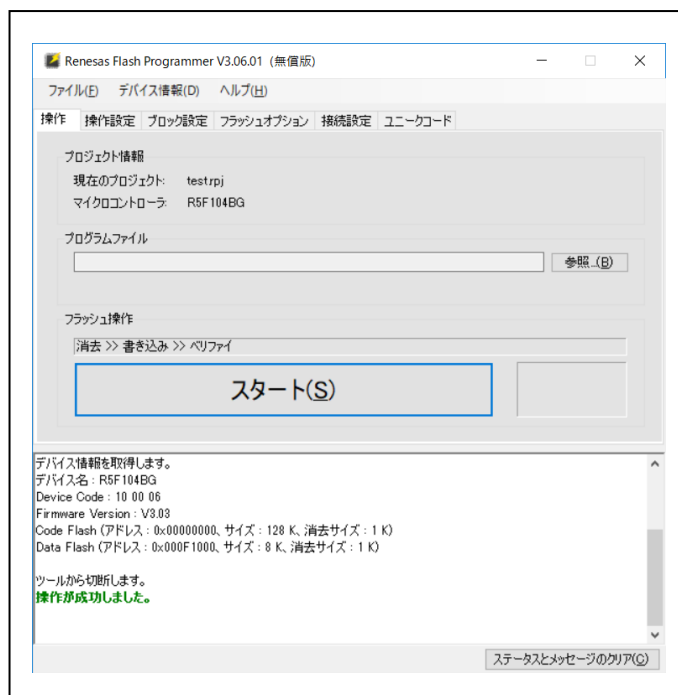 Renesas Flash Programmer V3.06.01 (無償版)
ファイル(F) デバイス情報(D) ヘルプ(H)
操作 操作設定 ブロック設定 フラッシュオプション 接続設定 ユニークコード
プロジェクト情報
現在のプロジェクト: test.rpj
マイクロコントローラ: R5F104BG
プログラムファイル
参照...(B)
フラッシュ操作
消去 >> 書き込み >> ベリファイ
スタート(S)
デバイス情報を取得します。
デバイス名 : R5F104BG
Device Code : 10 00 06
Firmware Version : V3.03
Code Flash (アドレス : 0x00000000、サイズ : 128 K、消去サイズ : 1 K)
Data Flash (アドレス : 0x000F1000、サイズ : 8 K、消去サイズ : 1 K)
ツールから切断します。
操作が成功しました。
ステータスとメッセージのクリア(C)